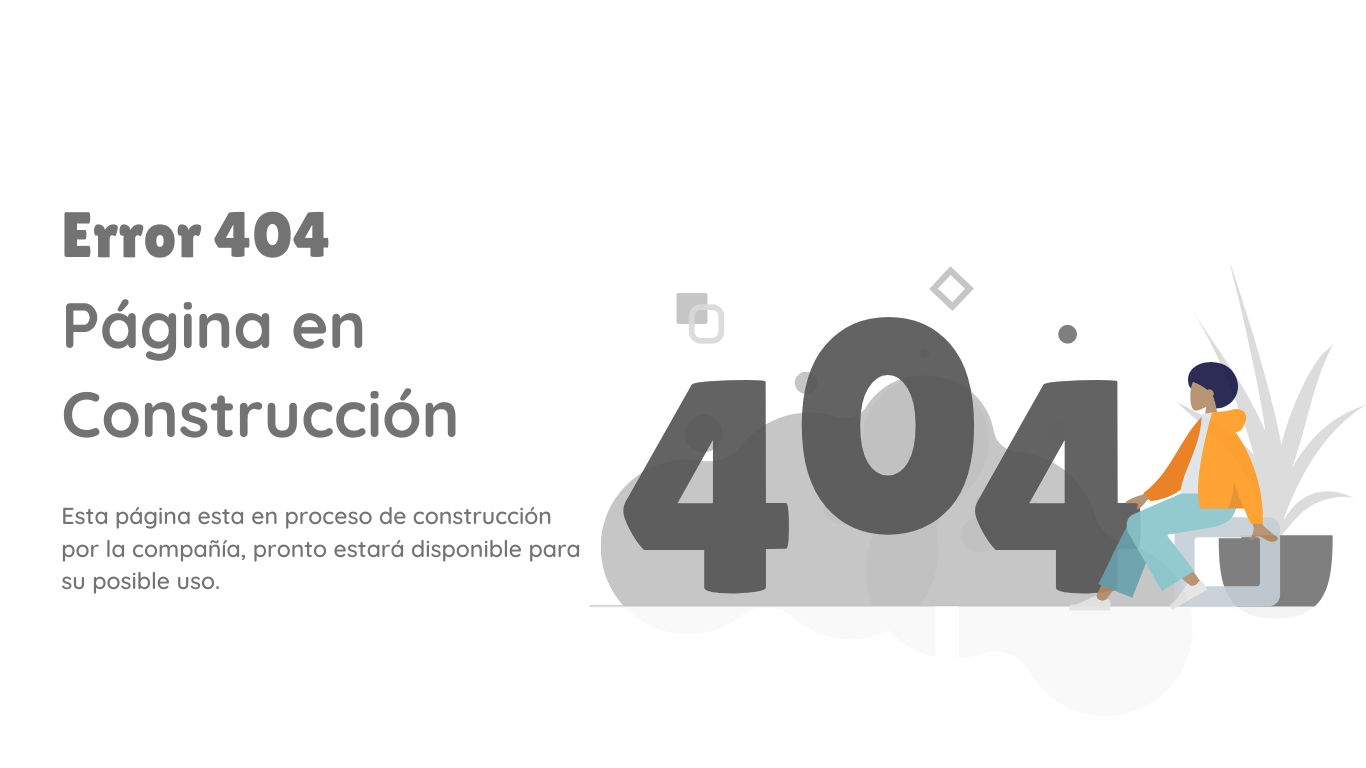 Error 404
Página en
Construcción
Esta página esta en proceso de construcción
por la compañía, pronto estará disponible para
su posible uso.
404